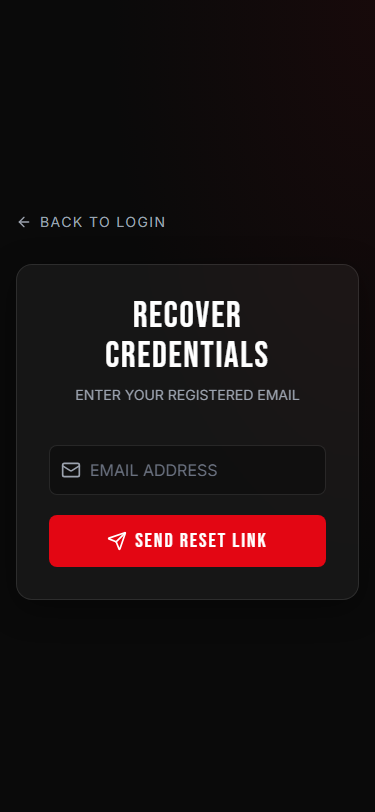 BACK TO LOGIN
RECOVER
CREDENTIALS
ENTER YOUR REGISTERED EMAIL
EMAIL ADDRESS
SEND RESET LINK